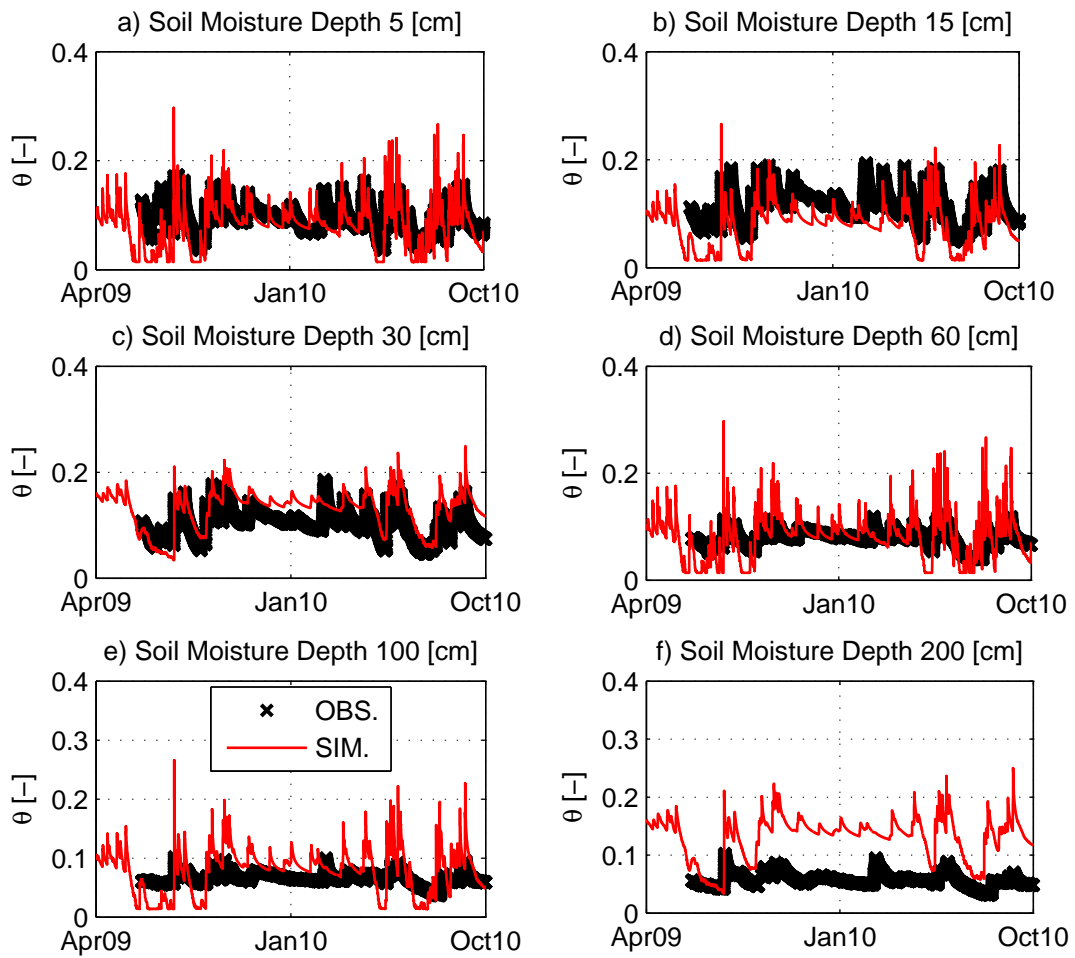 a) Soil Moisture Depth 5 [cm]
0.4
0.2
0
θ [−]
Apr09 Jan10 Oct10
b) Soil Moisture Depth 15 [cm]
0.4
0.2
0
θ [−]
Apr09 Jan10 Oct10
c) Soil Moisture Depth 30 [cm]
0.4
0.2
0
θ [−]
Apr09 Jan10 Oct10
d) Soil Moisture Depth 60 [cm]
0.4
0.2
0
θ [−]
Apr09 Jan10 Oct10
e) Soil Moisture Depth 100 [cm]
0.4
0.3
0.2
0.1
0
θ [−]
OBS.
SIM.
Apr09 Jan10 Oct10
f) Soil Moisture Depth 200 [cm]
0.4
0.3
0.2
0.1
0
θ [−]
Apr09 Jan10 Oct10